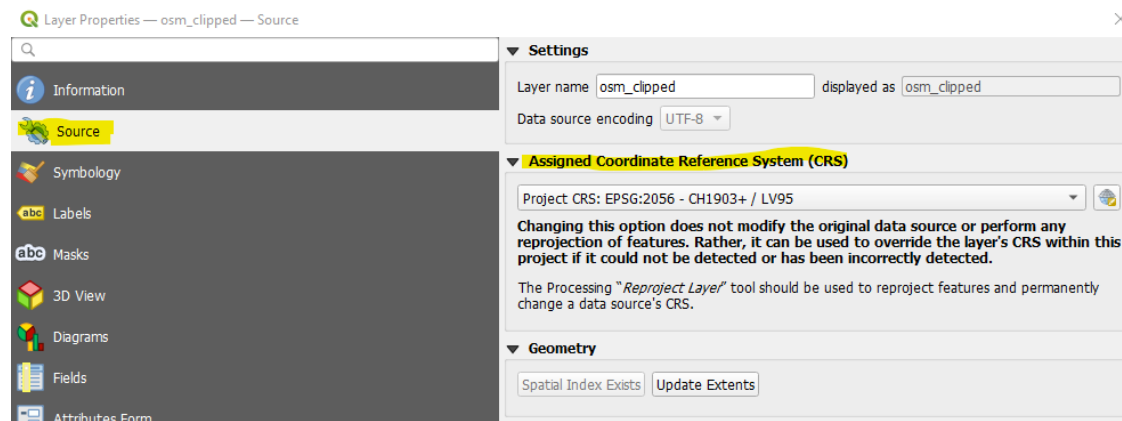 Layer Properties — osm_clipped — Source
Information
Source
Symbology
abc Labels
abc Masks
3D View
Diagrams
Fields
Attributes Form
Settings
Layer name osm_clipped displayed as osm_clipped
Data source encoding UTF-8
Assigned Coordinate Reference System (CRS)
Project CRS: EPSG:2056 - CH1903+ / LV95
Changing this option does not modify the original data source or perform any
reprojection of features. Rather, it can be used to override the layer's CRS within this
project if it could not be detected or has been incorrectly detected.
The Processing “Reproject Layer” tool should be used to reproject features and permanently
change a data source's CRS.
Geometry
Spatial Index Exists Update Extents